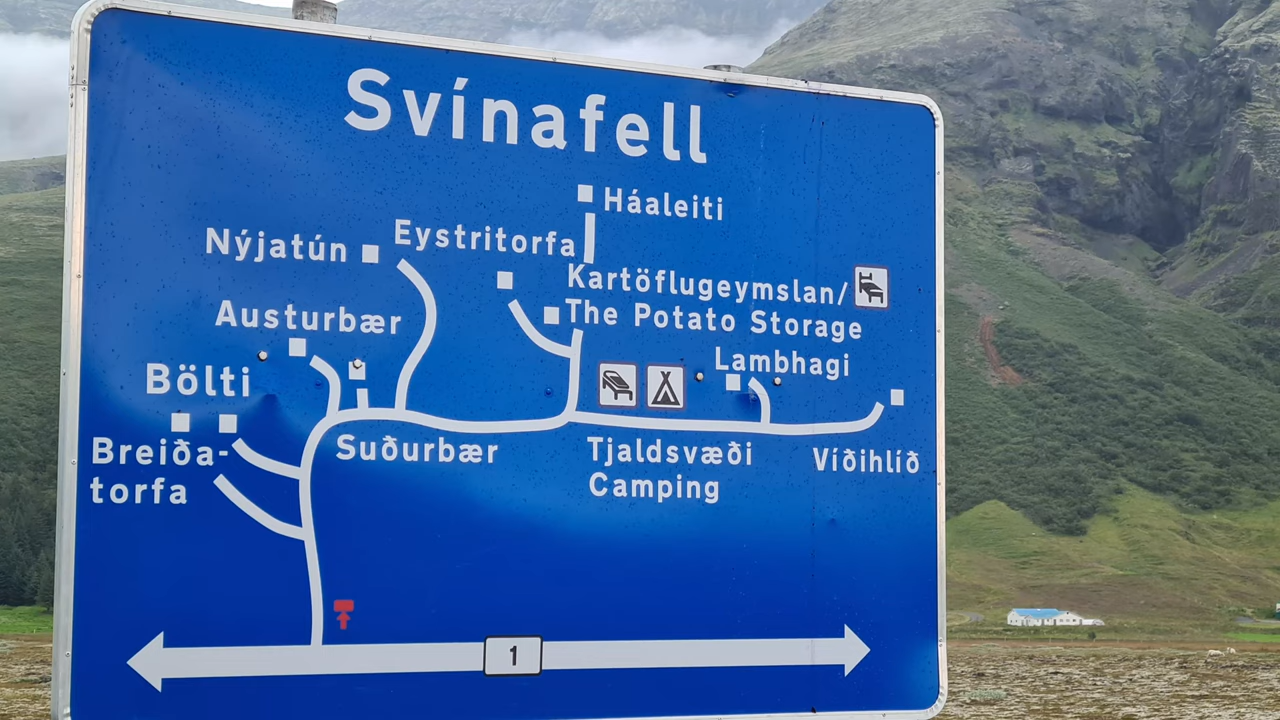 Svínafell
Háaleiti
Nýjatún
Eystritorfa
Kartöflugeymslan/
The Potato Storage
Austurbær
Lambhagi
Bölti
Breiða-
torfa
Suðurbær
Tjaldsvæði
Camping
Víðihlíð
1